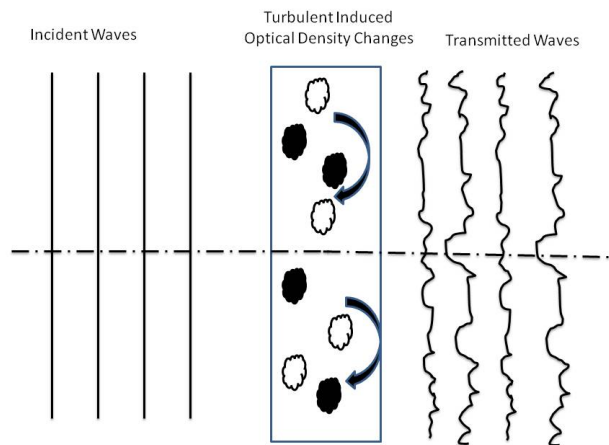 Incident Waves
Turbulent Induced
Optical Density Changes
Transmitted Waves